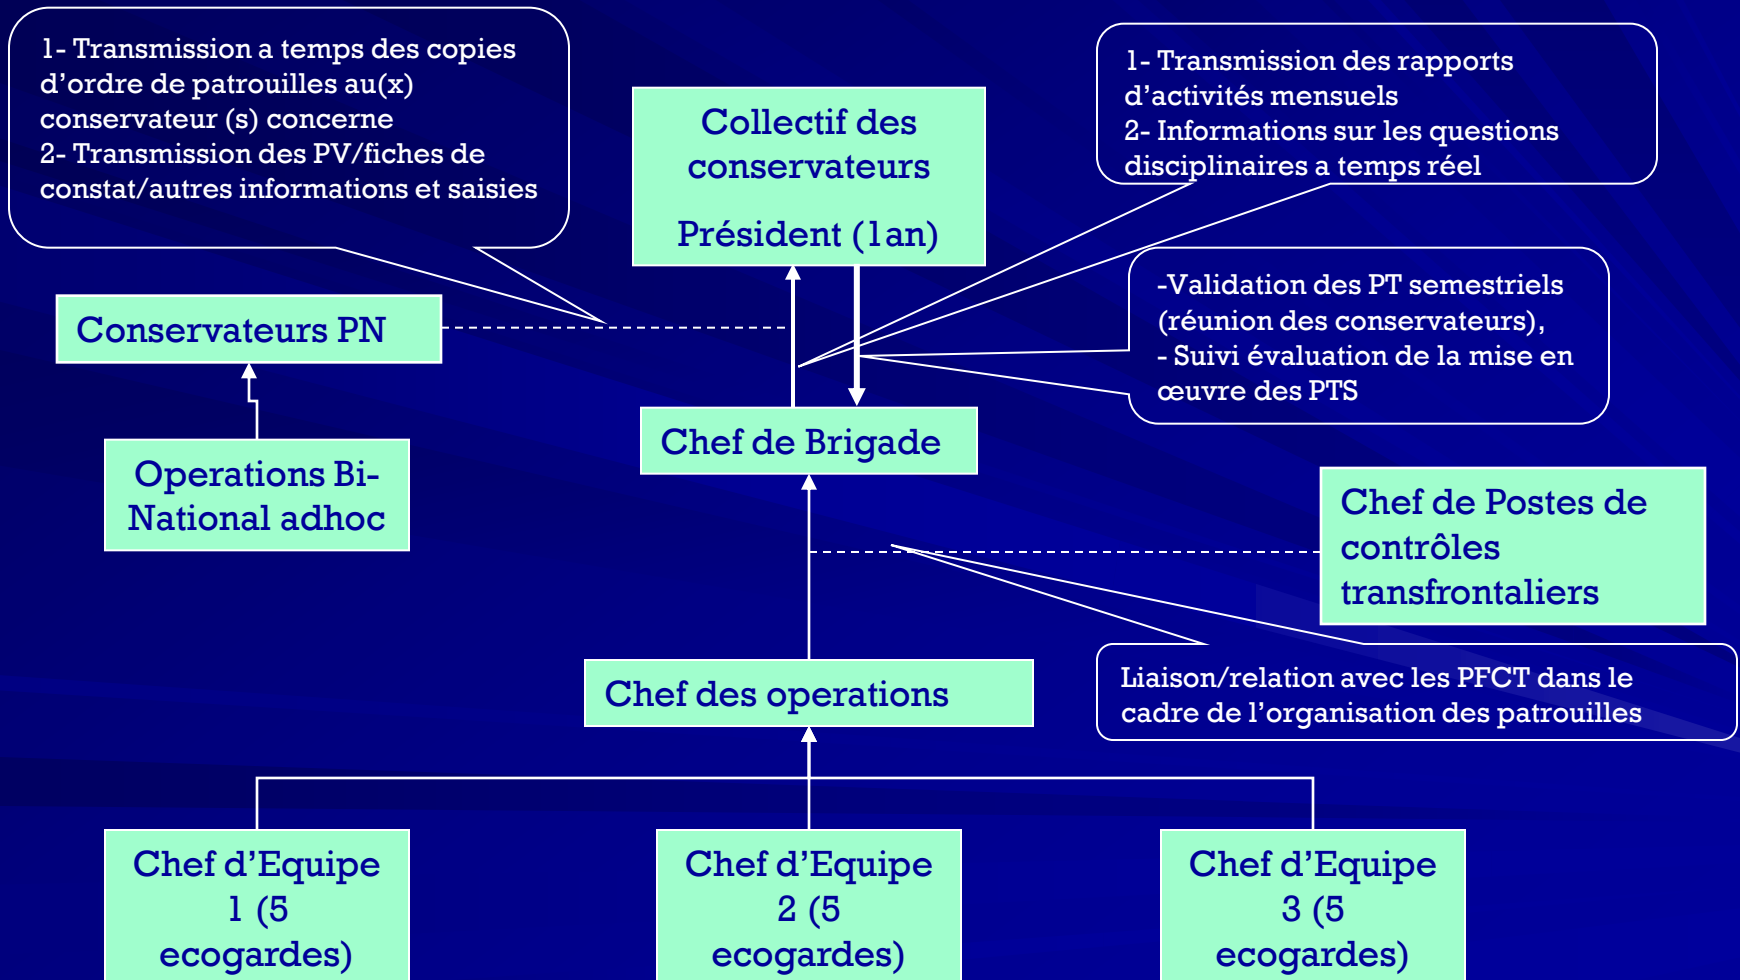 1- Transmission a temps des copies
d’ordre de patrouilles au(x)
conservateur (s) concerne
2- Transmission des PV/fiches de
constat/autres informations et saisies
Collectif des
conservateurs
Président (1an)
1- Transmission des rapports
d’activités mensuels
2- Informations sur les questions
disciplinaires a temps réel
-Validation des PT semestriels
(réunion des conservateurs),
- Suivi évaluation de la mise en
œuvre des PTS
Conservateurs PN
Chef de Brigade
Operations Bi-
National adhoc
Chef de Postes de
contrôles
transfrontaliers
Chef des operations
Liaison/relation avec les PFCT dans le
cadre de l’organisation des patrouilles
Chef d’Equipe
1 (5
ecogardes)
Chef d’Equipe
2 (5
ecogardes)
Chef d’Equipe
3 (5
ecogardes)